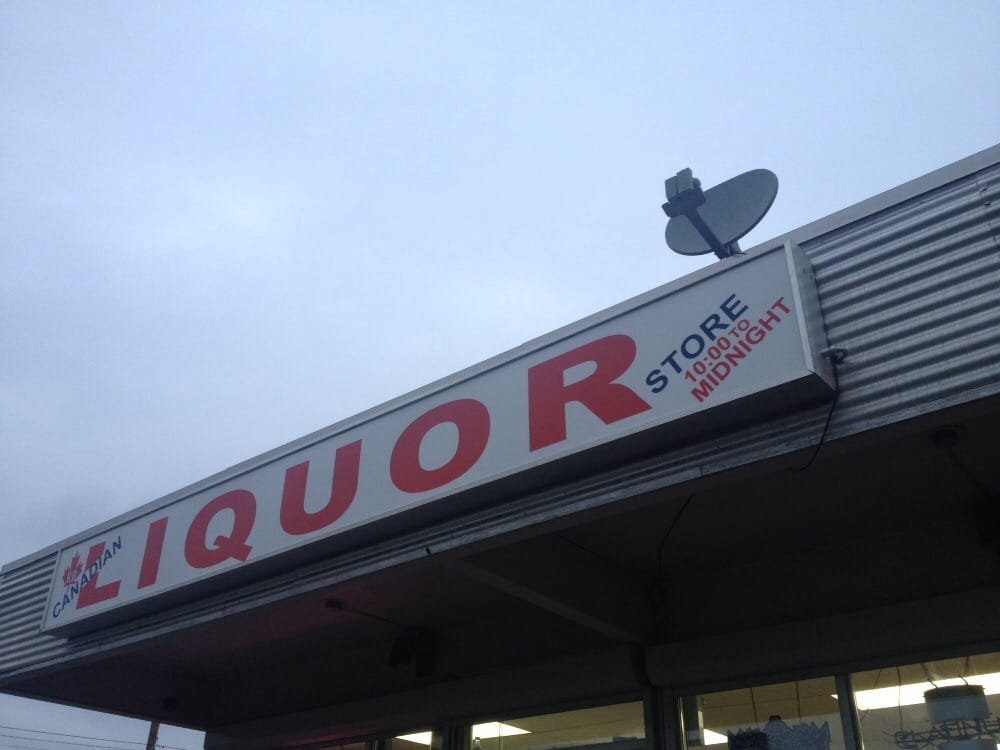 CANADIAN
LIQUOR
STORE
10:00 TO
MIDNIGHT